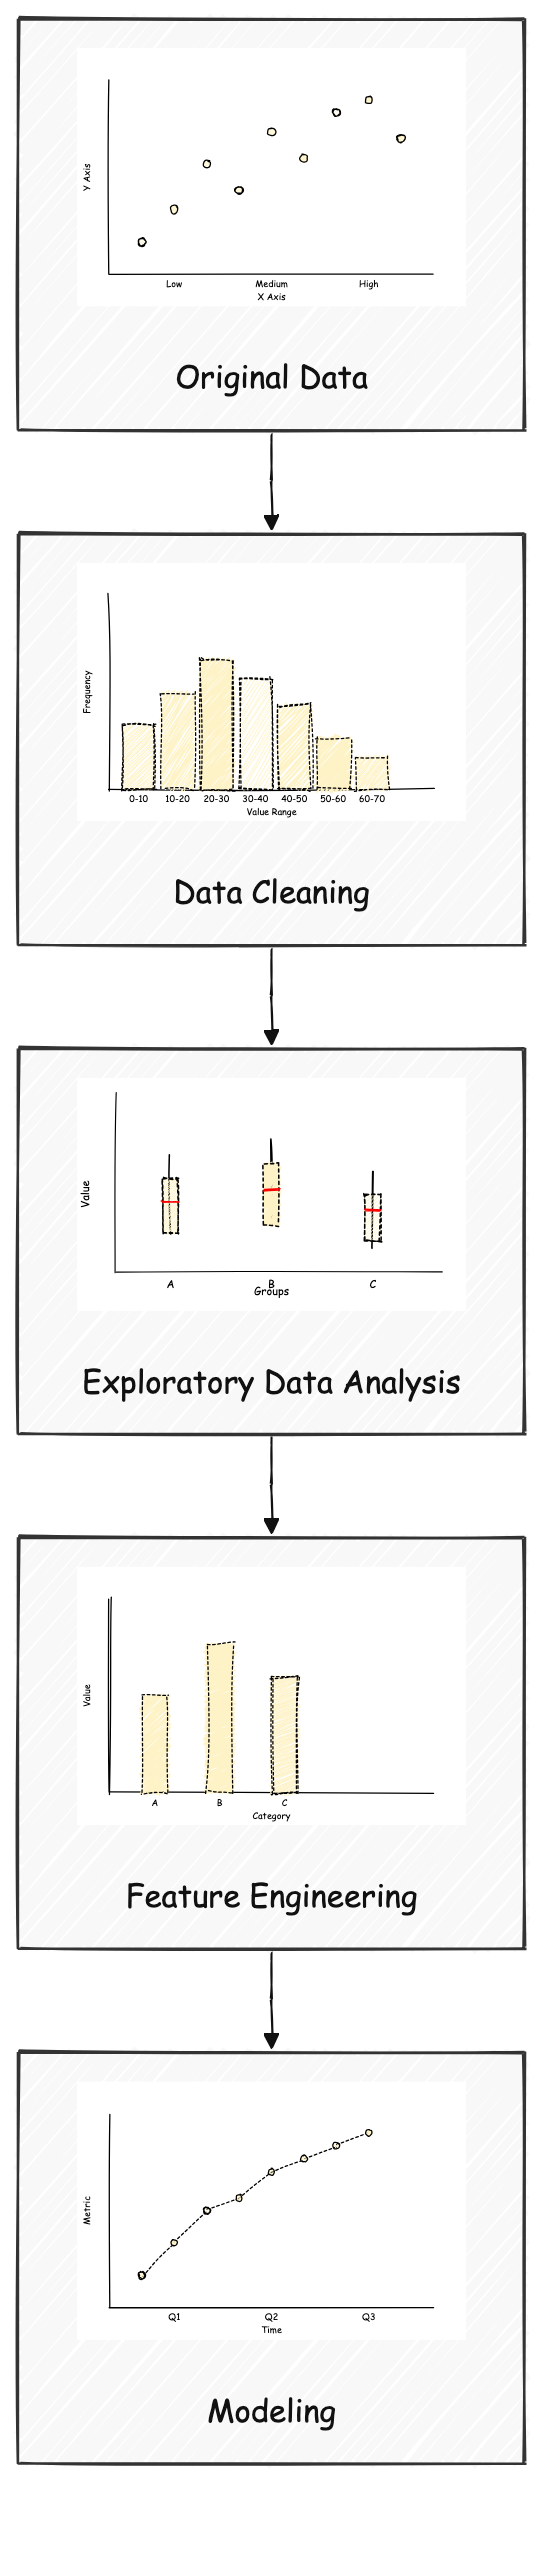 Y Axis
Low Medium High
X Axis
Original Data
Frequency
0-10 10-20 20-30 30-40 40-50 50-60 60-70
Value Range
Data Cleaning
Value
A B C
Groups
Exploratory Data Analysis
Value
A B C
Category
Feature Engineering
Metric
Q1 Q2 Q3
Time
Modeling